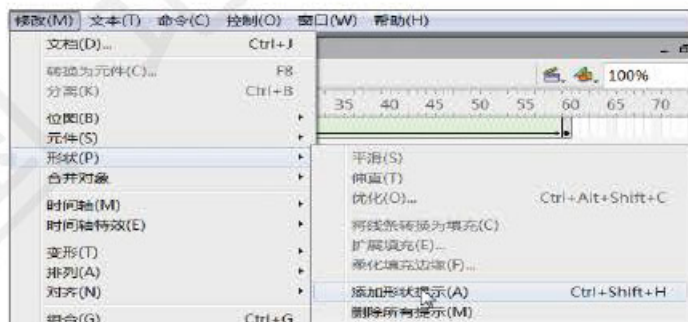 修改(M) 文本(T) 命令(C) 控制(O) 窗口(W) 帮助(H)
文档(D)... Ctrl+J
转换为元件(C)... F8
分离(K) Ctrl+B
位图(B)
元件(S)
形状(P)
合并对象
时间轴(M)
时间轴特效(E)
变形(T)
排列(A)
对齐(N)
组合(G) Ctrl+G
100%
35 40 45 50 55 60 65 70
平滑(S)
伸直(T)
优化(O)... Ctrl+Alt+Shift+C
将线条转换为填充(C)
扩展填充(E)...
柔化填充边缘(F)...
添加形状提示(A) Ctrl+Shift+H
删除所有提示(M)